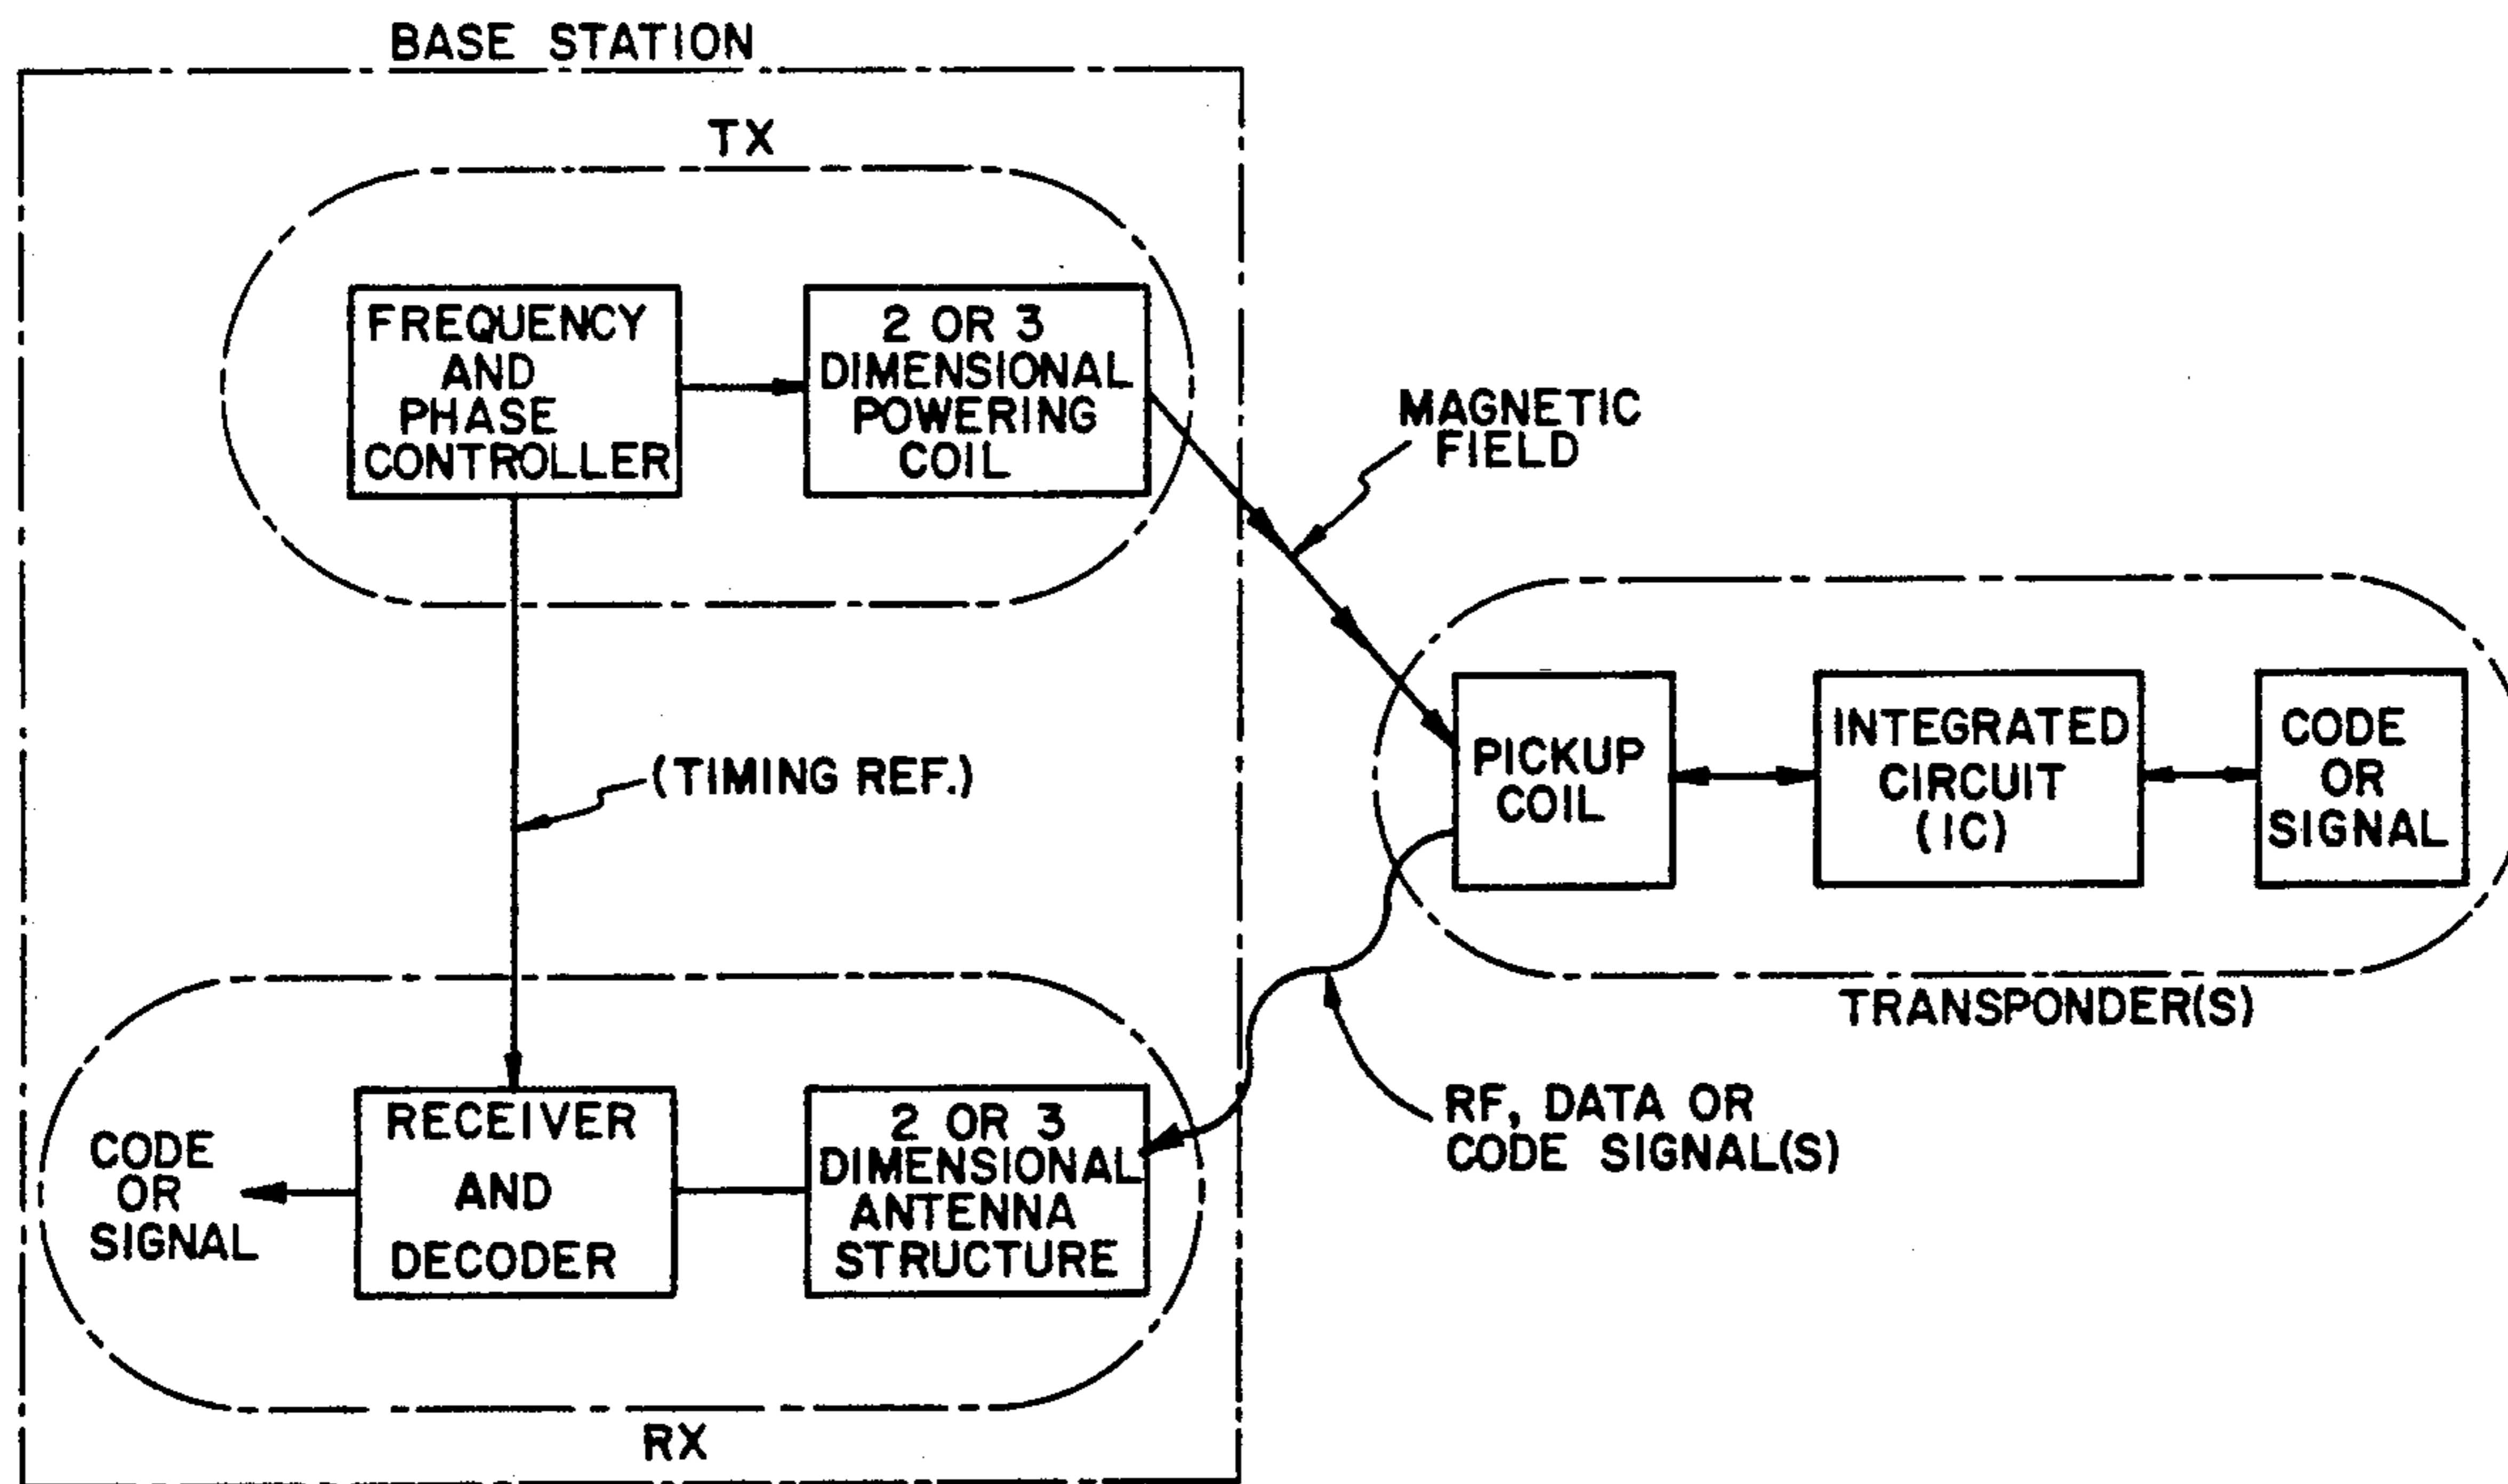 BASE STATION
TX
FREQUENCY
AND
PHASE
CONTROLLER
2 OR 3
DIMENSIONAL
POWERING
COIL
MAGNETIC
FIELD
(TIMING REF.)
PICKUP
COIL
INTEGRATED
CIRCUIT
(IC)
CODE
OR
SIGNAL
TRANSPONDER(S)
CODE
OR
SIGNAL
RECEIVER
AND
DECODER
2 OR 3
DIMENSIONAL
ANTENNA
STRUCTURE
RF, DATA OR
CODE SIGNAL(S)
RX